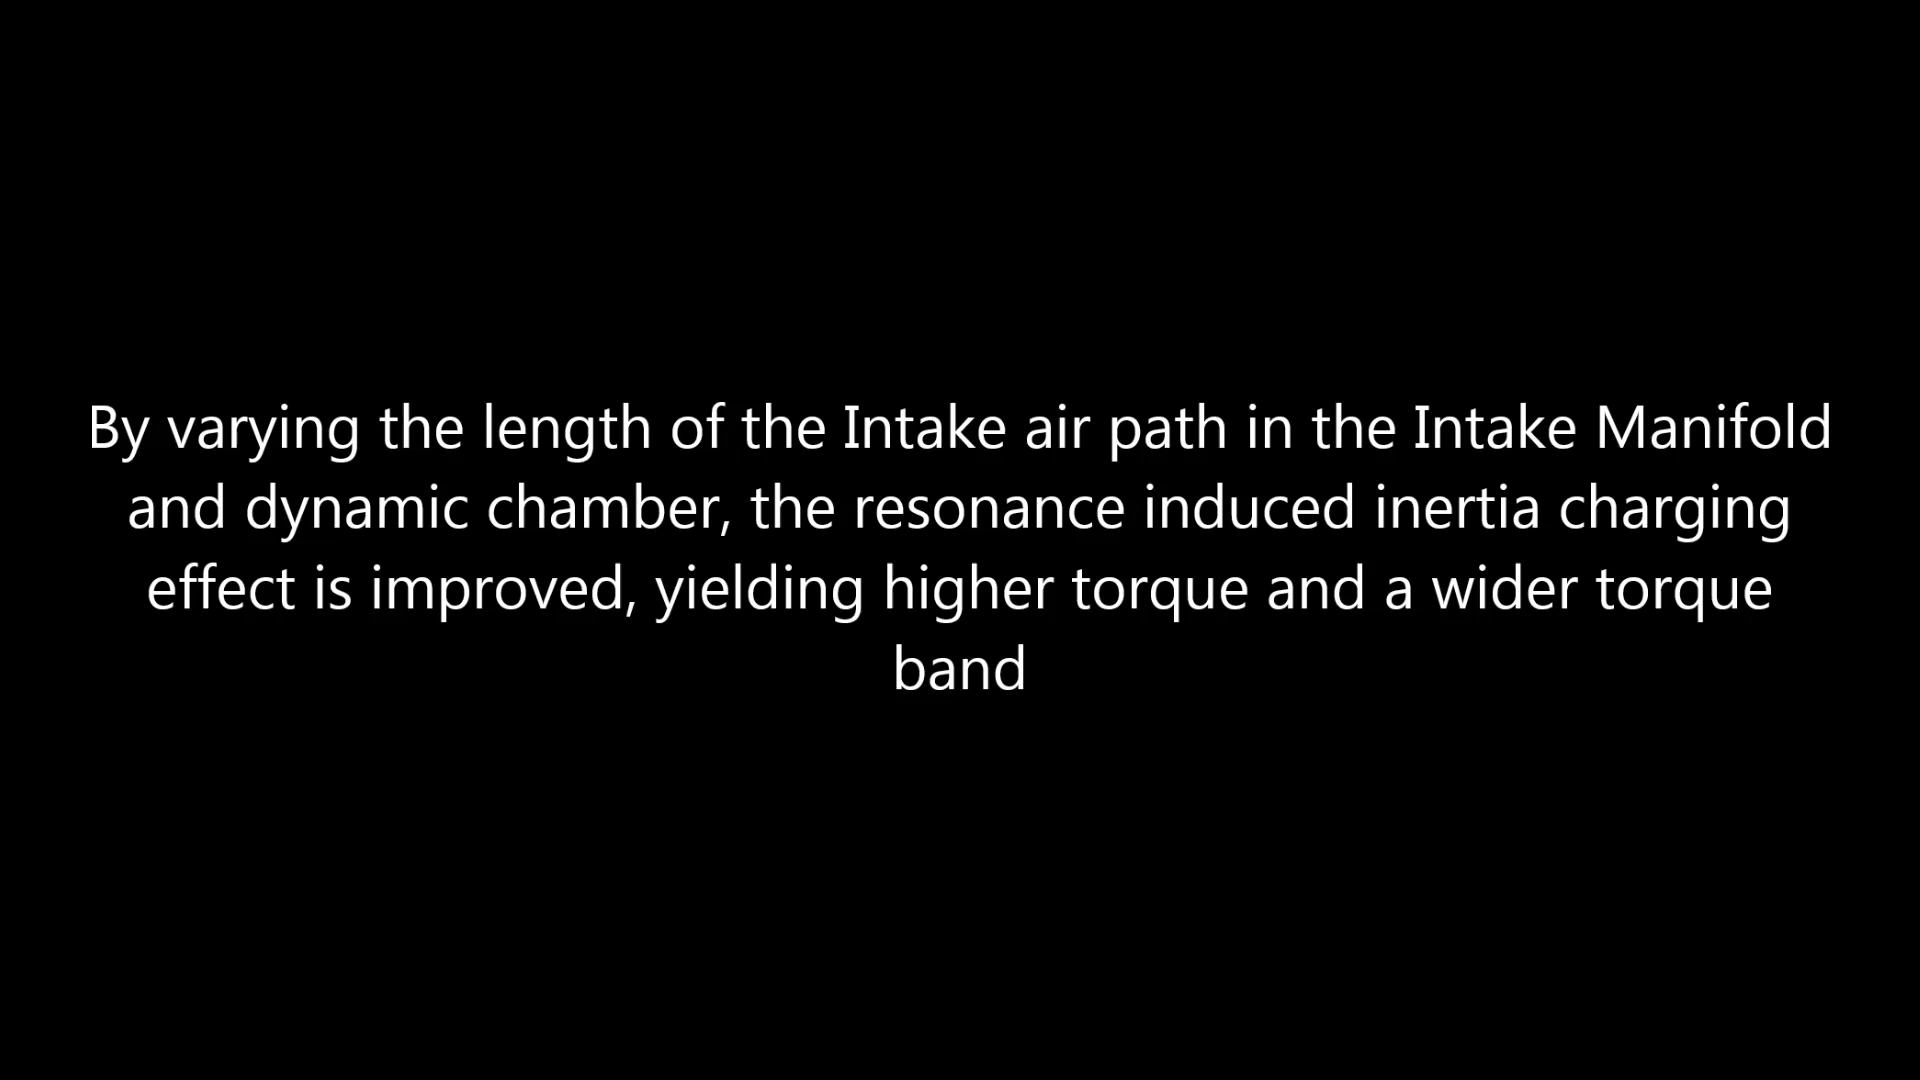 By varying the length of the Intake air path in the Intake Manifold
and dynamic chamber, the resonance induced inertia charging
effect is improved, yielding higher torque and a wider torque
band